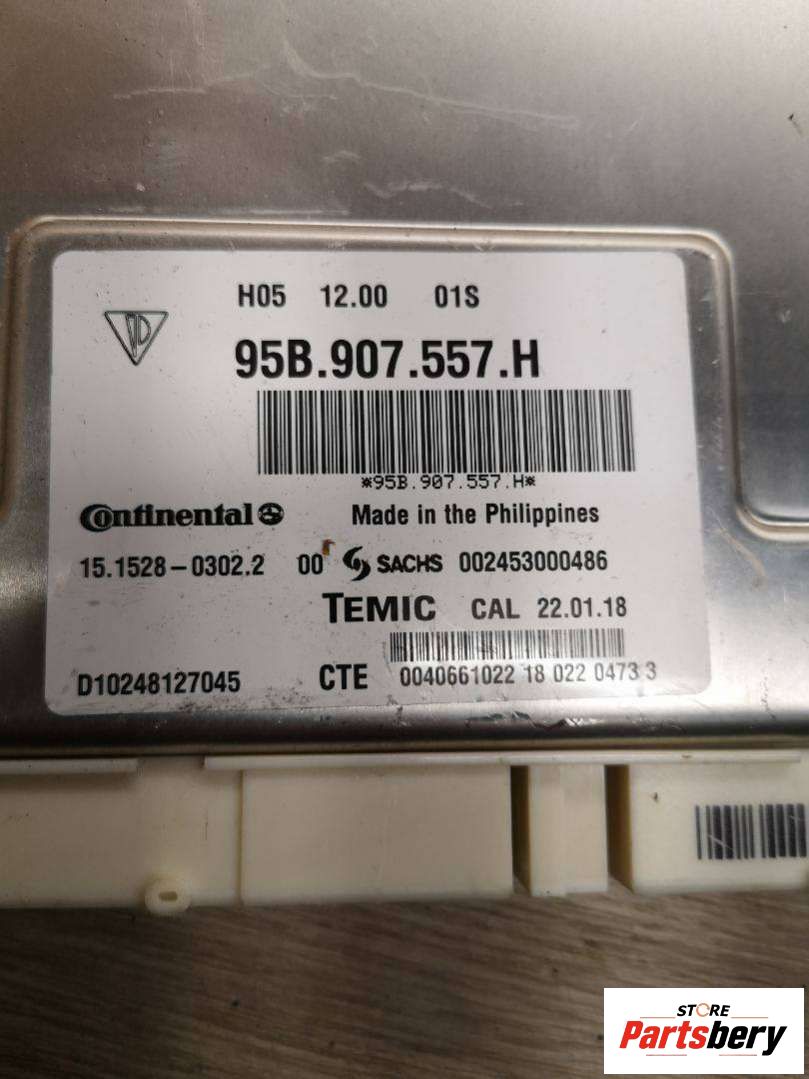 H05 12.00 01S
95B.907.557.H
*95B.907.557.H*
Continental Made in the Philippines
15.1528-0302.2 00 SACHS 002453000486
TEMIC CAL 22.01.18
D10248127045 CTE 0040661022 18 022 0473 3
STORE
Partsbery